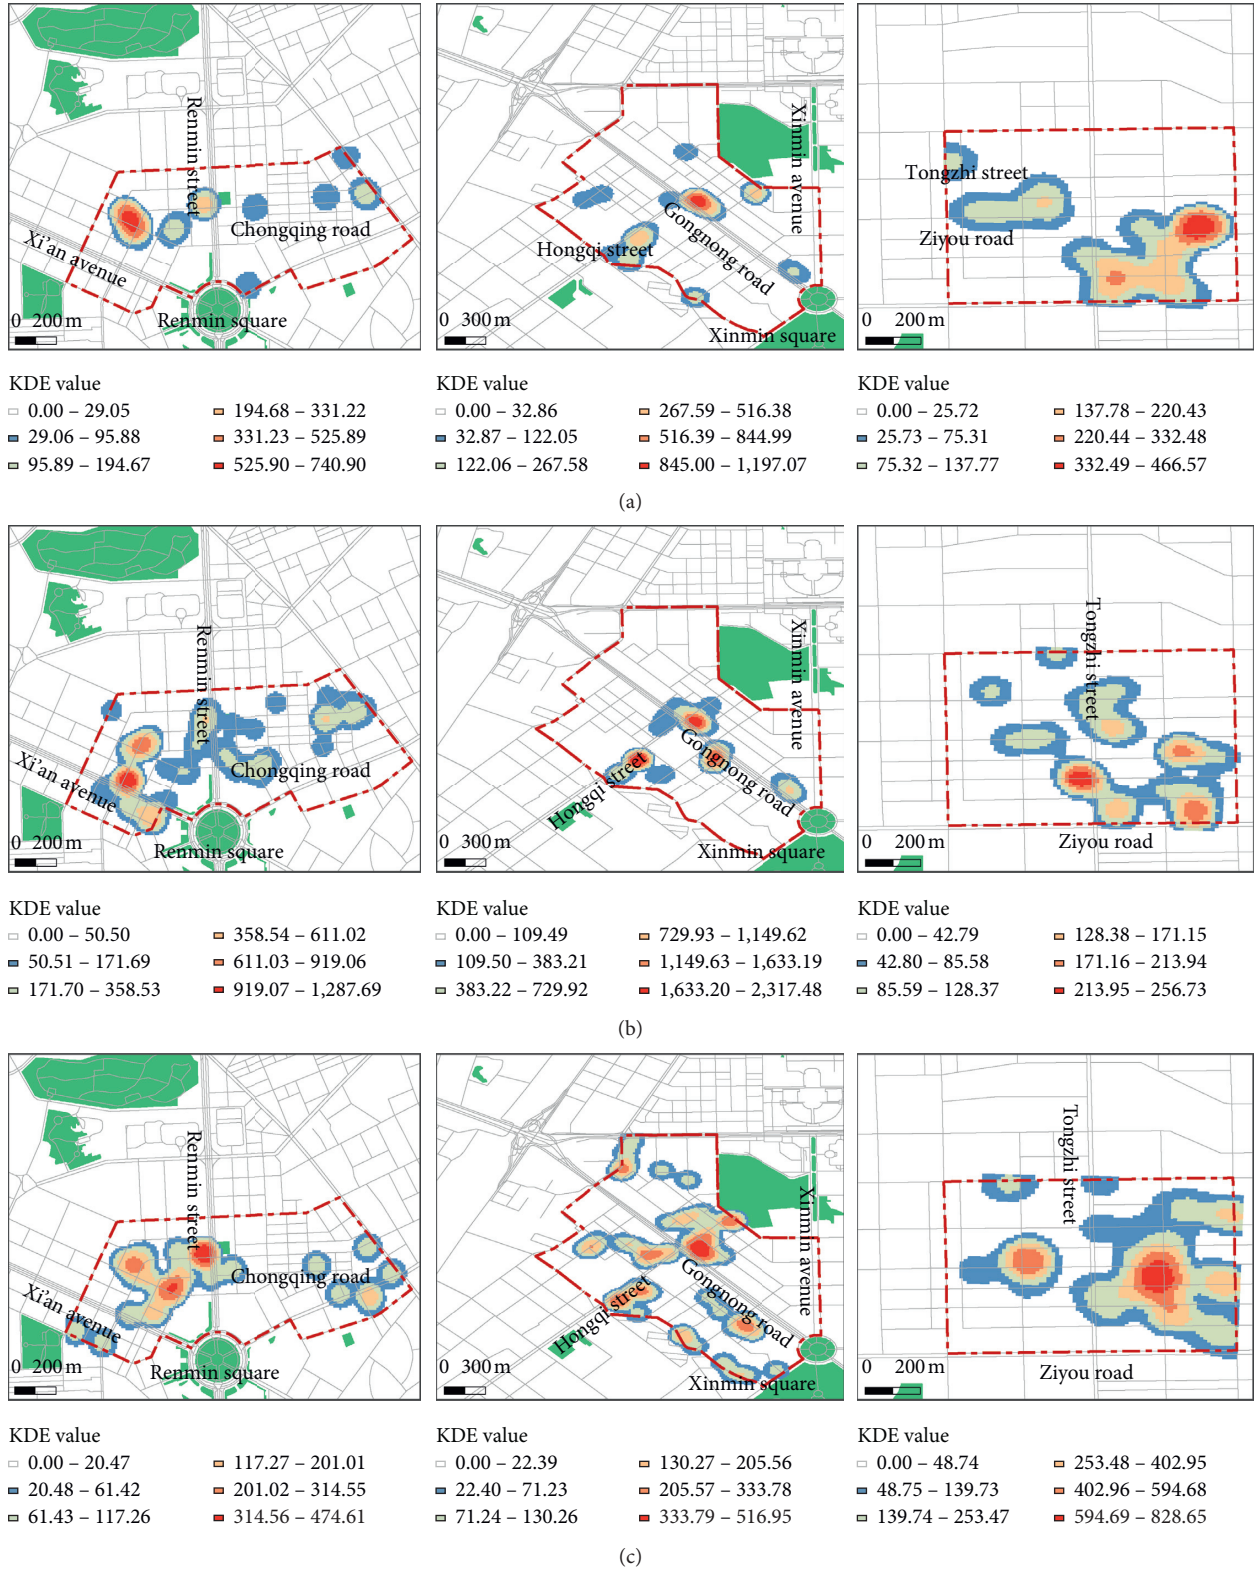 Renmin street
Chongqing road
Xi'an avenue
0 200 m
Renmin square
Xinmin avenue
Gongnong road
Hongqi street
0 300 m
Xinmin square
Tongzhi street
Ziyou road
0 200 m
KDE value
0.00 – 29.05
29.06 – 95.88
95.89 – 194.67
194.68 – 331.22
331.23 – 525.89
525.90 – 740.90
KDE value
0.00 – 32.86
32.87 – 122.05
122.06 – 267.58
267.59 – 516.38
516.39 – 844.99
845.00 – 1,197.07
KDE value
0.00 – 25.72
25.73 – 75.31
75.32 – 137.77
137.78 – 220.43
220.44 – 332.48
332.49 – 466.57
(a)
Renmin street
Chongqing road
Xi'an avenue
0 200 m
Renmin square
Xinmin avenue
Gongnong road
Hongqi street
0 300 m
Xinmin square
Tongzhi street
Ziyou road
0 200 m
KDE value
0.00 – 50.50
50.51 – 171.69
171.70 – 358.53
358.54 – 611.02
611.03 – 919.06
919.07 – 1,287.69
KDE value
0.00 – 109.49
109.50 – 383.21
383.22 – 729.92
729.93 – 1,149.62
1,149.63 – 1,633.19
1,633.20 – 2,317.48
KDE value
0.00 – 42.79
42.80 – 85.58
85.59 – 128.37
128.38 – 171.15
171.16 – 213.94
213.95 – 256.73
(b)
Renmin street
Chongqing road
Xi'an avenue
0 200 m
Renmin square
Xinmin avenue
Gongnong road
Hongqi street
0 300 m
Xinmin square
Tongzhi street
Ziyou road
0 200 m
KDE value
0.00 – 20.47
20.48 – 61.42
61.43 – 117.26
117.27 – 201.01
201.02 – 314.55
314.56 – 474.61
KDE value
0.00 – 22.39
22.40 – 71.23
71.24 – 130.26
130.27 – 205.56
205.57 – 333.78
333.79 – 516.95
KDE value
0.00 – 48.74
48.75 – 139.73
139.74 – 253.47
253.48 – 402.95
402.96 – 594.68
594.69 – 828.65
(c)